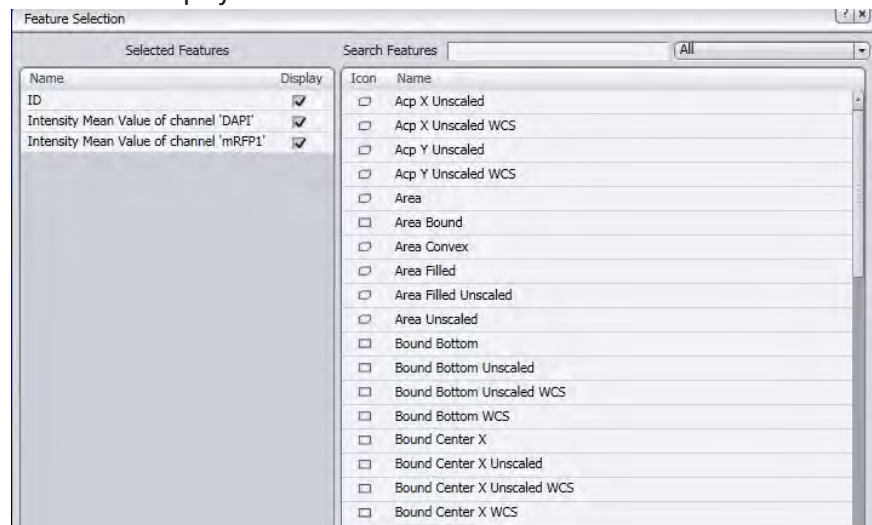 Feature Selection
? x
Selected Features
Search Features
All
Name Display
ID
Intensity Mean Value of channel 'DAPI'
Intensity Mean Value of channel 'mRFP1'
Icon Name
Acp X Unscaled
Acp X Unscaled WCS
Acp Y Unscaled
Acp Y Unscaled WCS
Area
Area Bound
Area Convex
Area Filled
Area Filled Unscaled
Area Unscaled
Bound Bottom
Bound Bottom Unscaled
Bound Bottom Unscaled WCS
Bound Bottom WCS
Bound Center X
Bound Center X Unscaled
Bound Center X Unscaled WCS
Bound Center X WCS